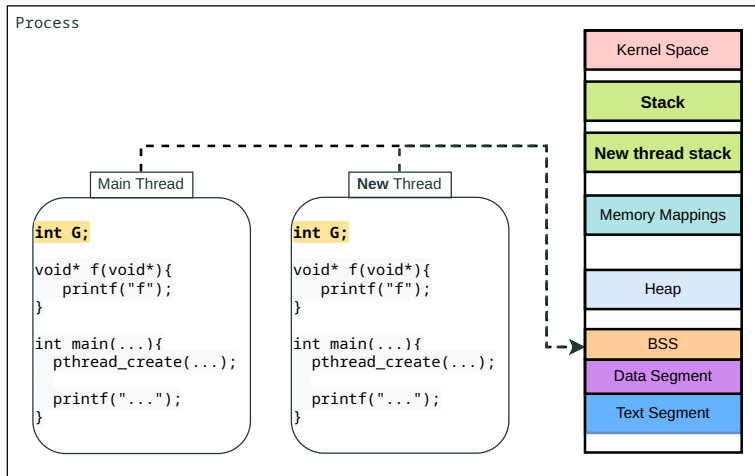 Process
Main Thread
int G;
void* f(void*){
   printf("f");
}
int main(...){
  pthread_create(...);
  printf("...");
}
New Thread
int G;
void* f(void*){
   printf("f");
}
int main(...){
  pthread_create(...);
  printf("...");
}
Kernel Space
Stack
New thread stack
Memory Mappings
Heap
BSS
Data Segment
Text Segment